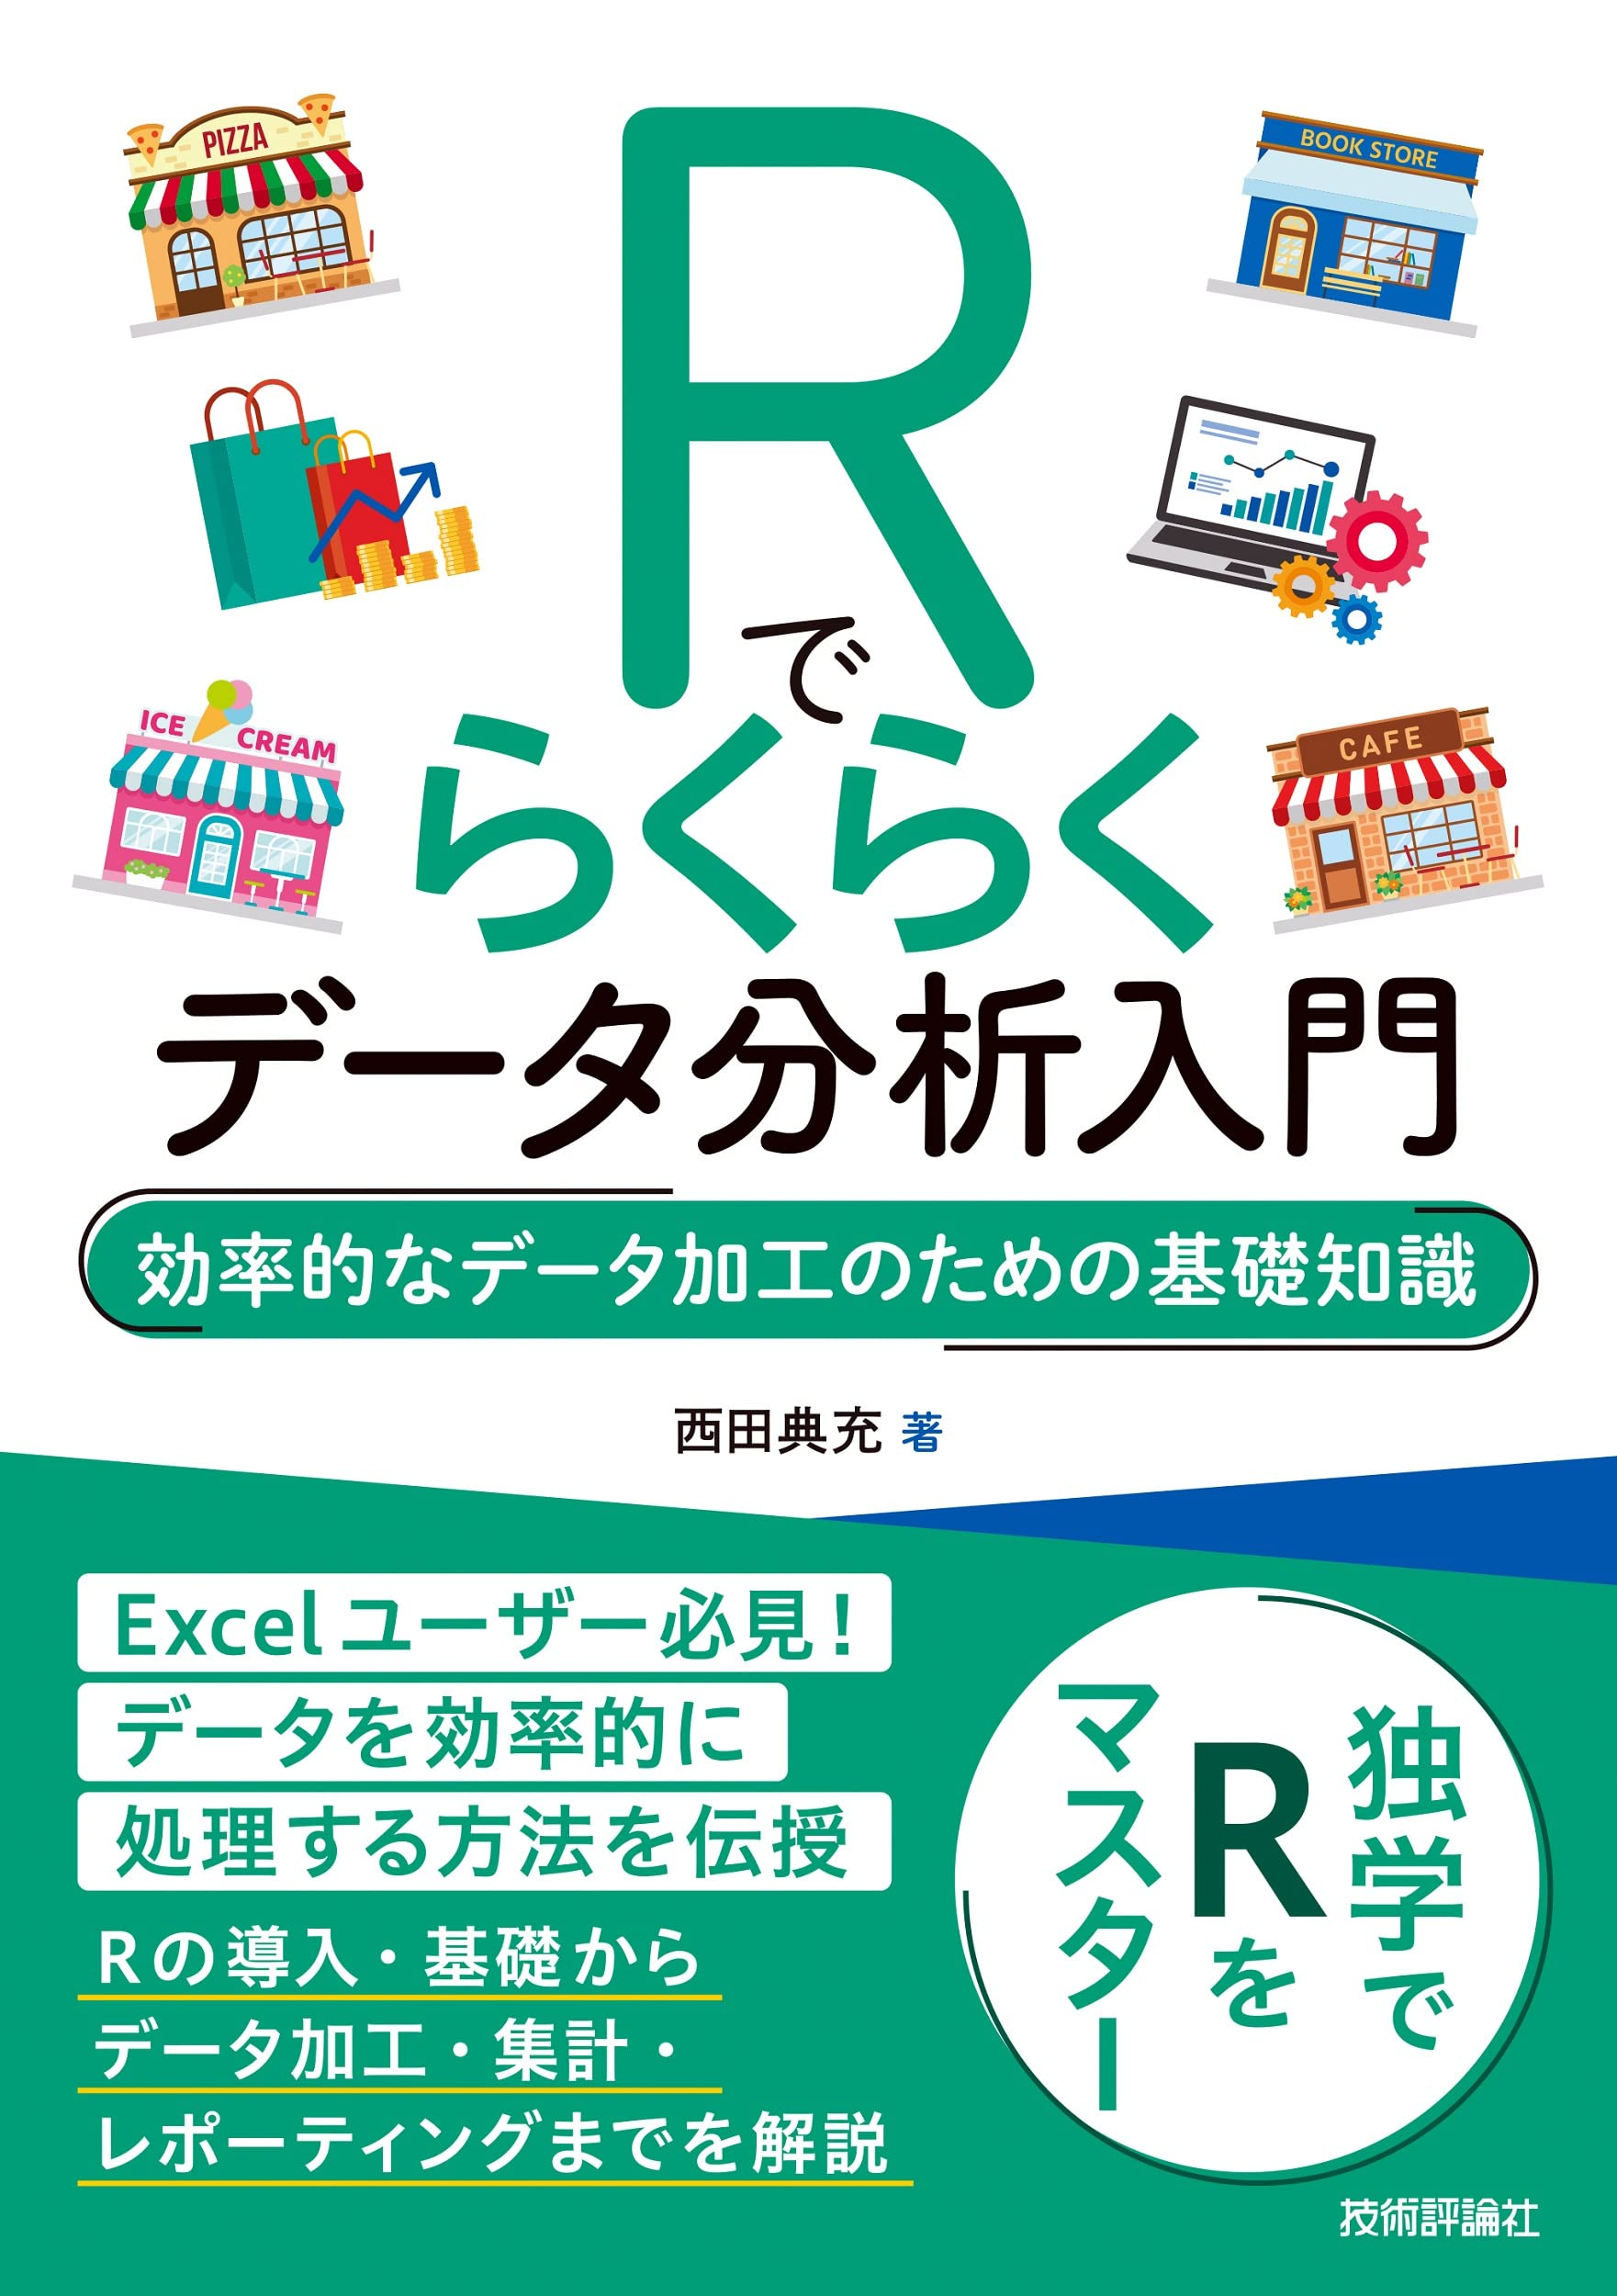 PIZZA
BOOK STORE
ICE CREAM
CAFE
R
で
らくらく
データ分析入門
効率的なデータ加工のための基礎知識
西田典充 著
Excelユーザー必見!
データを効率的に
処理する方法を伝授
Rの導入・基礎から
データ加工・集計・
レポーティングまでを解説
独学で
Rを
マスター
技術評論社